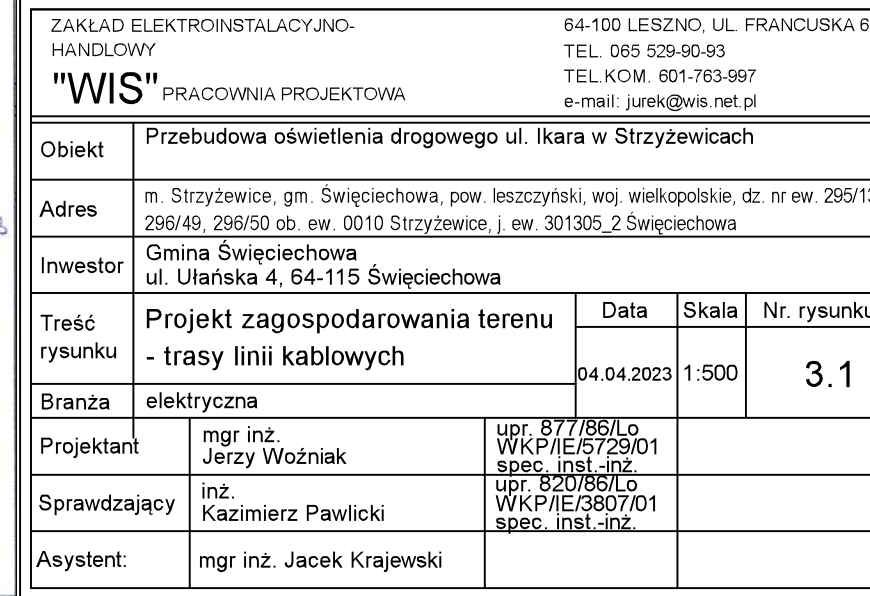 ZAKŁAD ELEKTROINSTALACYJNO-
HANDLOWY
"WIS" PRACOWNIA PROJEKTOWA
64-100 LESZNO, UL. FRANCUSKA 6
TEL. 065 529-90-93
TEL.KOM. 601-763-997
e-mail: jurek@wis.net.pl
Obiekt
Przebudowa oświetlenia drogowego ul. Ikara w Strzyżewicach
Adres
m. Strzyżewice, gm. Święciechowa, pow. leszczyński, woj. wielkopolskie, dz. nr ew. 295/13
296/49, 296/50 ob. ew. 0010 Strzyżewice, j. ew. 301305_2 Święciechowa
Inwestor
Gmina Święciechowa
ul. Ułańska 4, 64-115 Święciechowa
Treść
rysunku
Projekt zagospodarowania terenu
- trasy linii kablowych
Data
04.04.2023
Skala
1:500
Nr. rysunku
3.1
Branża
elektryczna
Projektant
mgr inż.
Jerzy Woźniak
upr. 877/86/Lo
WKP/IE/5729/01
spec. inst.-inż.
Sprawdzający
inż.
Kazimierz Pawlicki
upr. 820/86/Lo
WKP/IE/3807/01
spec. inst.-inż.
Asystent:
mgr inż. Jacek Krajewski